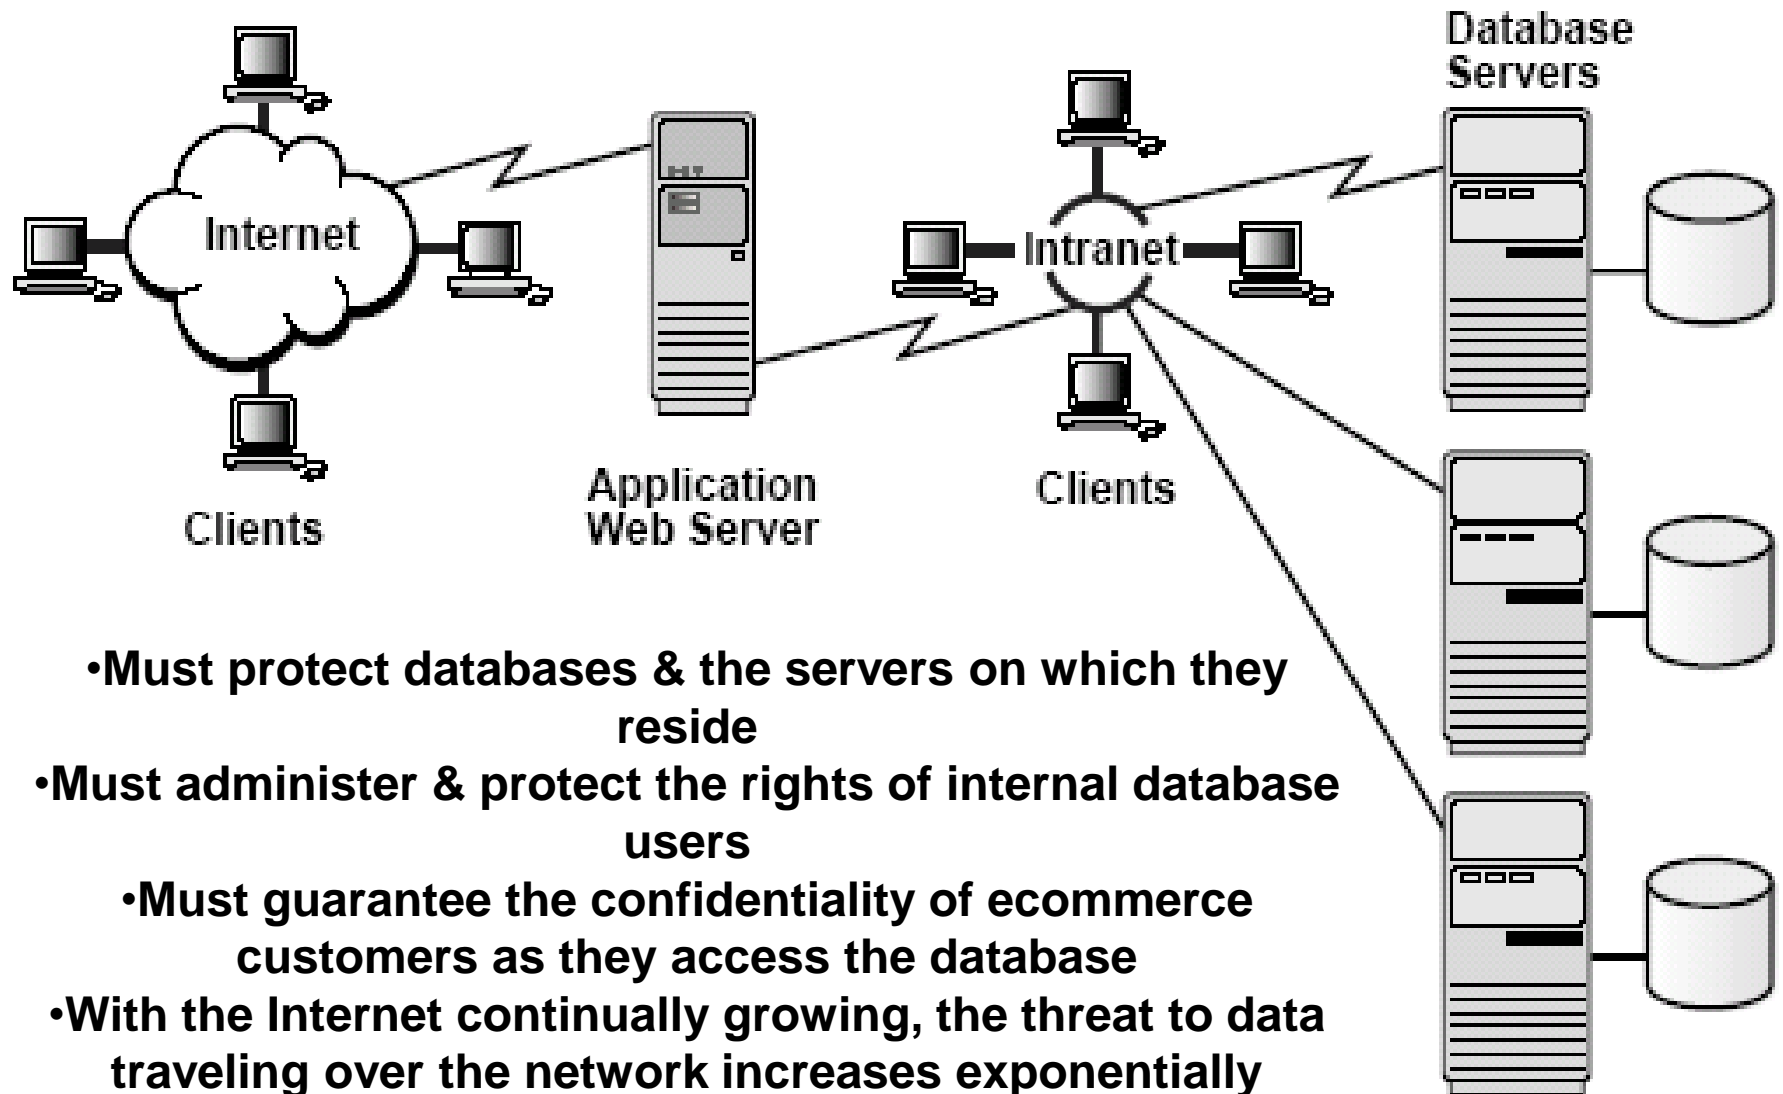 Database
Servers
Internet
Intranet
Application
Web Server
Clients
Clients
•Must protect databases & the servers on which they
reside
•Must administer & protect the rights of internal database
users
•Must guarantee the confidentiality of ecommerce
customers as they access the database
•With the Internet continually growing, the threat to data
traveling over the network increases exponentially